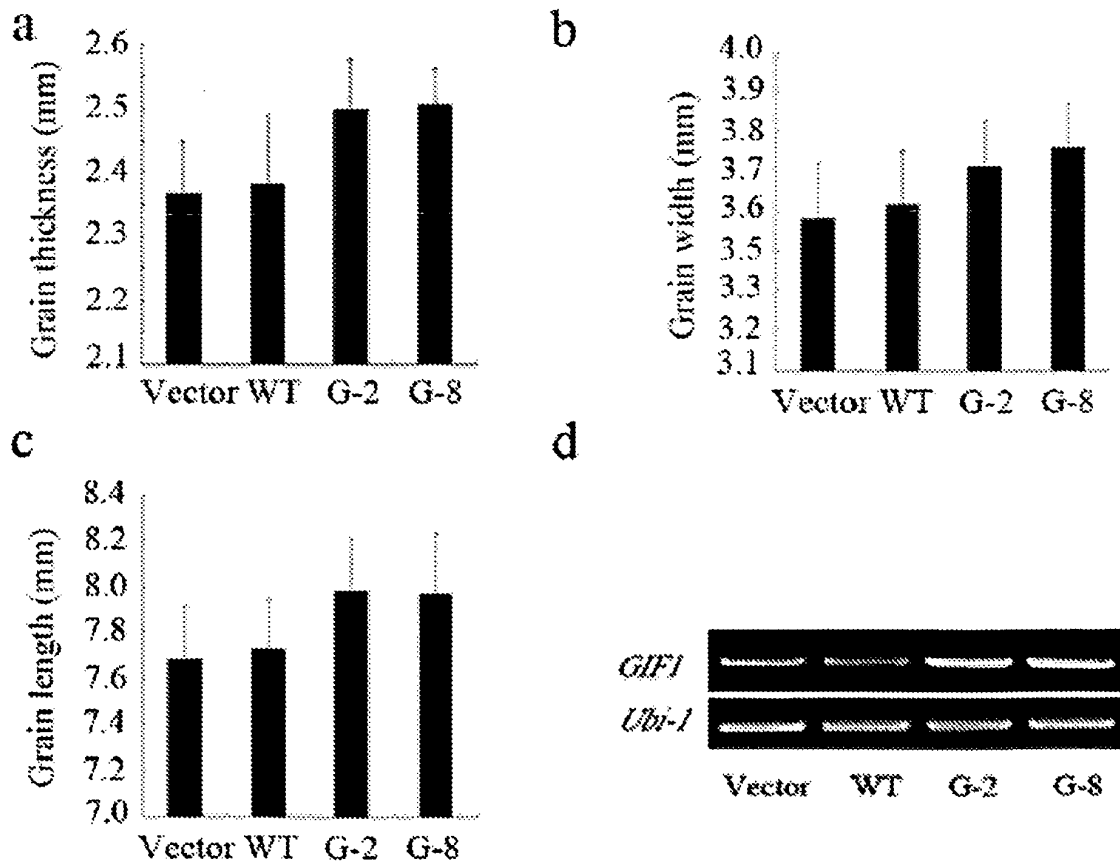 a
Grain thickness (mm)
2.6
2.5
2.4
2.3
2.2
2.1
Vector WT G-2 G-8
b
Grain width (mm)
4.0
3.9
3.8
3.7
3.6
3.5
3.3
3.2
3.1
Vector WT G-2 G-8
c
Grain length (mm)
8.4
8.2
8.0
7.8
7.6
7.4
7.2
7.0
Vector WT G-2 G-8
d
GIF1
Ubi-1
Vector WT G-2 G-8